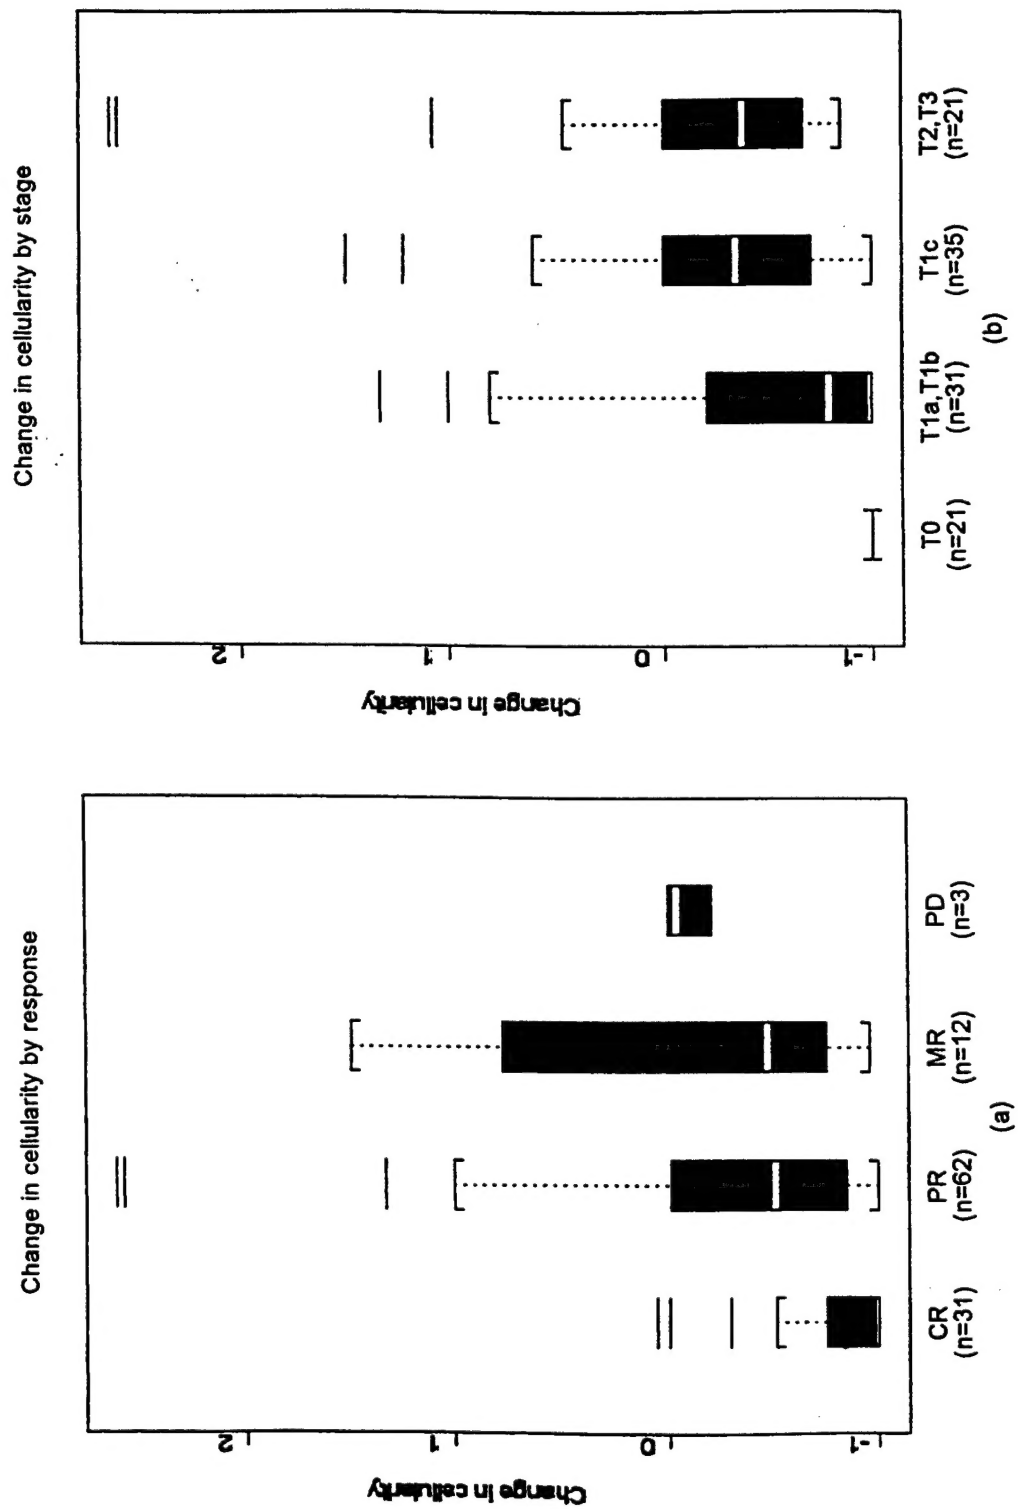 Change in cellularity by response
Change in cellularity
2
1
0
-1
CR
(n=31)
PR
(n=62)
MR
(n=12)
PD
(n=3)
(a)
Change in cellularity by stage
Change in cellularity
2
1
0
-1
T0
(n=21)
T1a,T1b
(n=31)
T1c
(n=35)
T2,T3
(n=21)
(b)